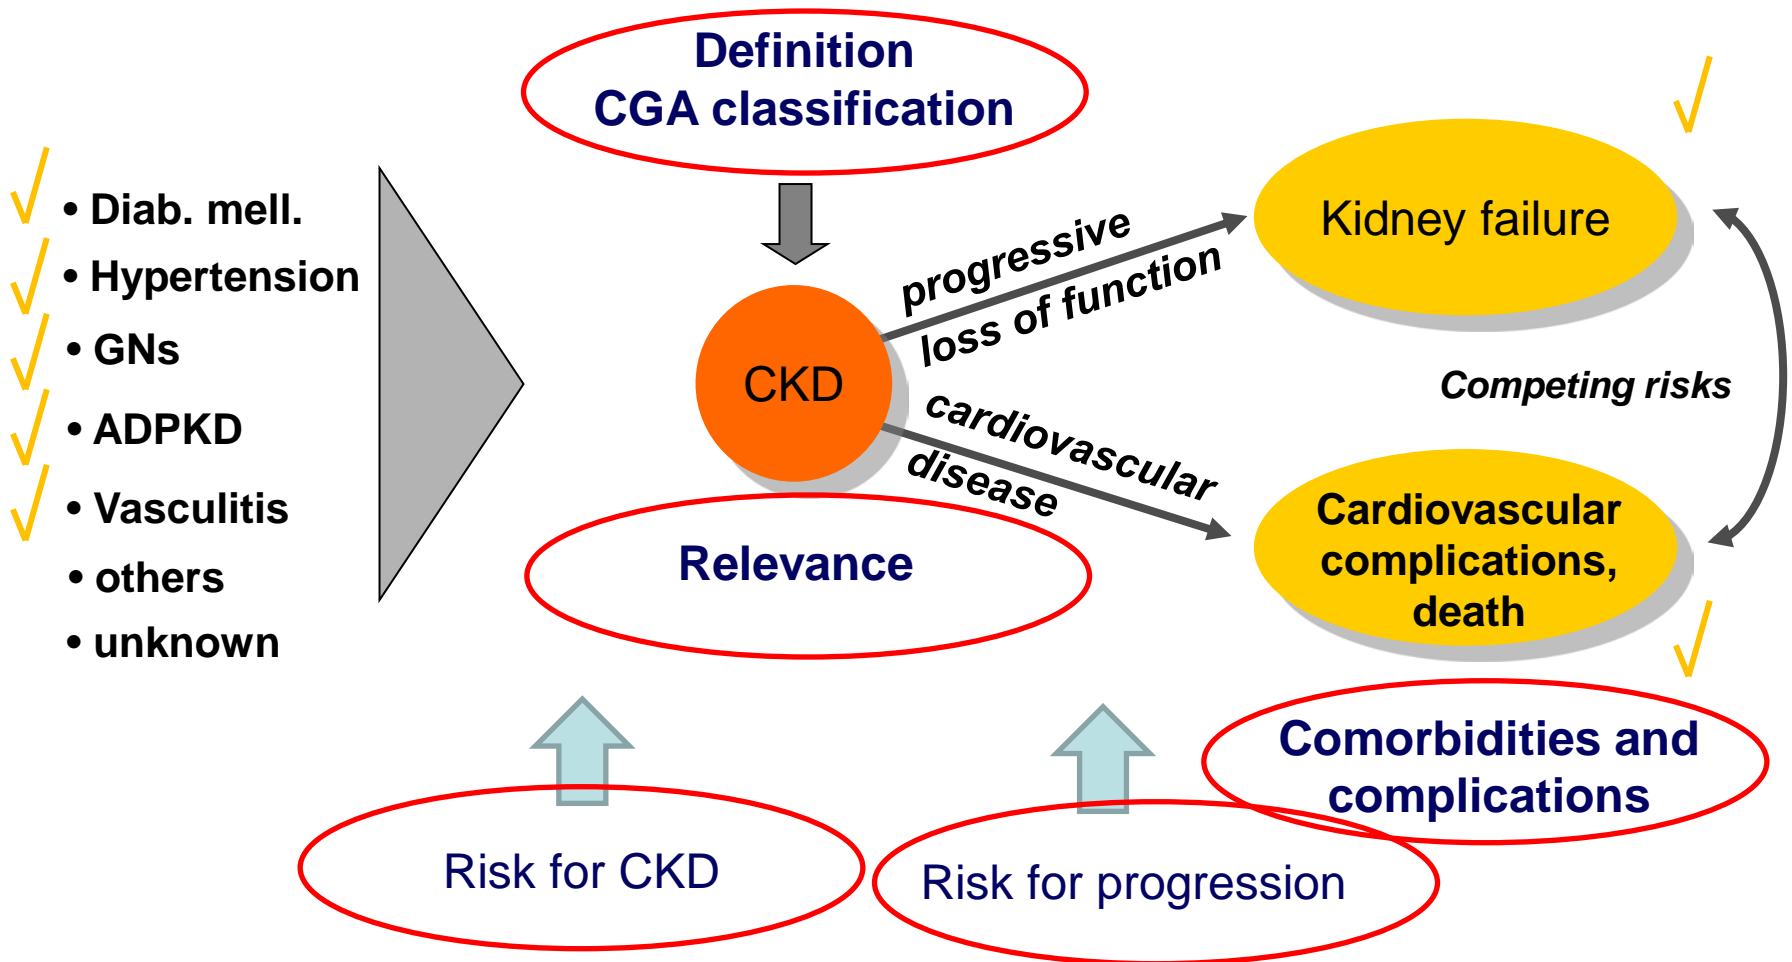 Definition
CGA classification
• Diab. mell.
• Hypertension
• GNs
• ADPKD
• Vasculitis
• others
• unknown
CKD
progressive
loss of function
cardiovascular
disease
Kidney failure
Competing risks
Cardiovascular
complications,
death
Relevance
Comorbidities and
complications
Risk for CKD
Risk for progression